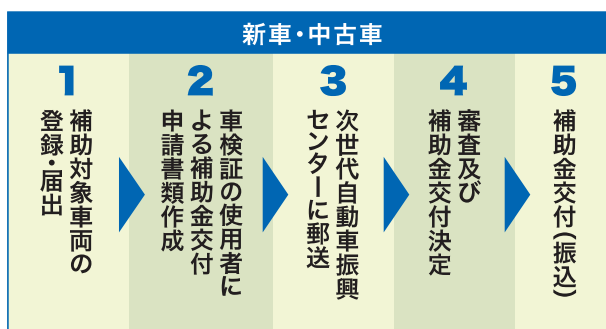 新車・中古車
1
補助対象車両の
登録・届出
2
車検証の使用者に
よる補助金交付
申請書類作成
3
次世代自動車振興
センターに郵送
4
審査及び
補助金交付決定
5
補助金交付(振込)